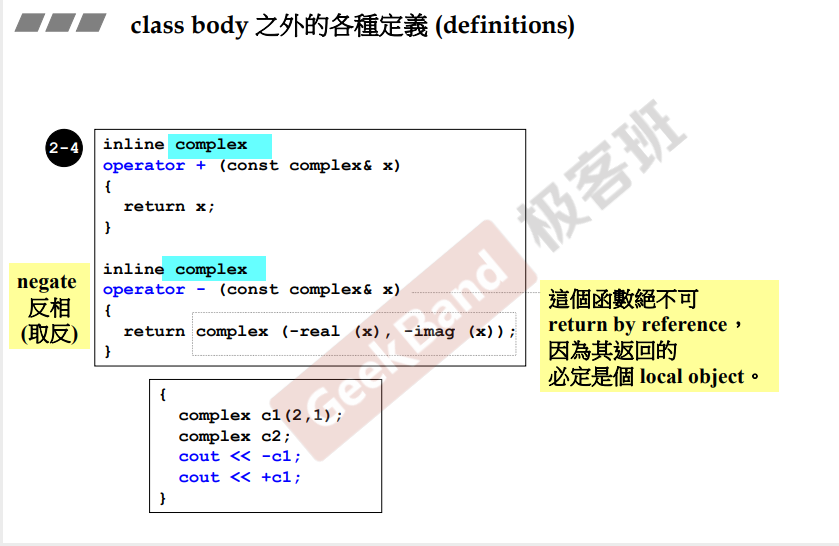 class body 之外的各種定義 (definitions)
2-4
inline complex
operator + (const complex& x)
{
return x;
}
inline complex
operator - (const complex& x)
{
return complex (-real (x), -imag (x));
}
negate
反相
(取反)
這個函數絕不可
return by reference，
因為其返回的
必定是個 local object。
{
complex c1(2,1);
complex c2;
cout << -c1;
cout << +c1;
}
GeekBand 极客班